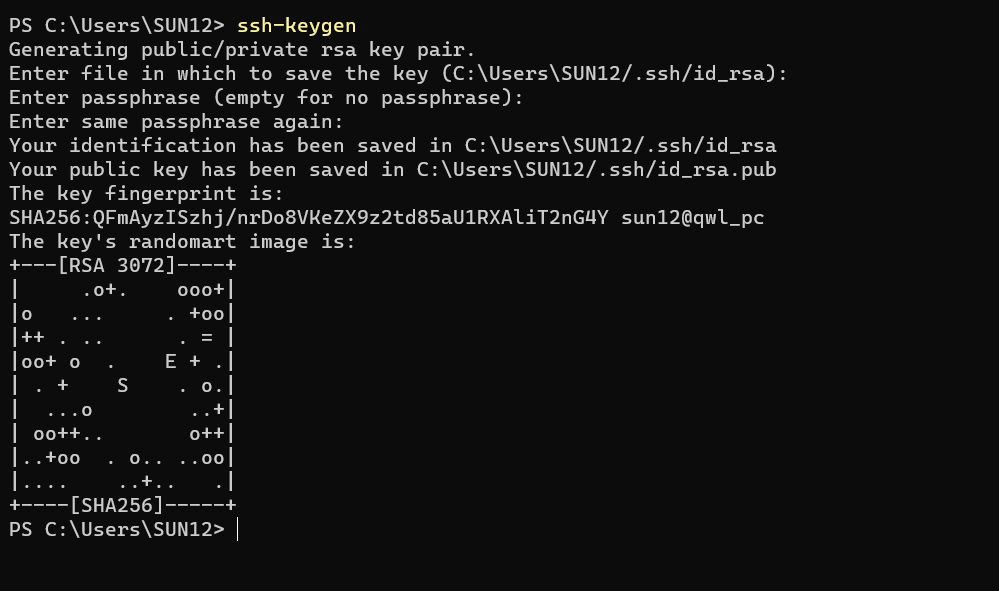 PS C:\Users\SUN12> ssh-keygen
Generating public/private rsa key pair.
Enter file in which to save the key (C:\Users\SUN12/.ssh/id_rsa):
Enter passphrase (empty for no passphrase):
Enter same passphrase again:
Your identification has been saved in C:\Users\SUN12/.ssh/id_rsa
Your public key has been saved in C:\Users\SUN12/.ssh/id_rsa.pub
The key fingerprint is:
SHA256:QFmAyzISzhj/nrDo8VKeZX9z2td85aU1RXAliT2nG4Y sun12@qwl_pc
The key's randomart image is:
+---[RSA 3072]----+
|     .o+.    ooo+|
|o   ...     . +oo|
|++ . ..      . = |
|oo+ o  .    E + .|
| . +    S    . o.|
|  ...o        ..+|
| oo++..       o++|
|..+oo  . o.. ..oo|
|....    ..+..   .|
+----[SHA256]-----+
PS C:\Users\SUN12>